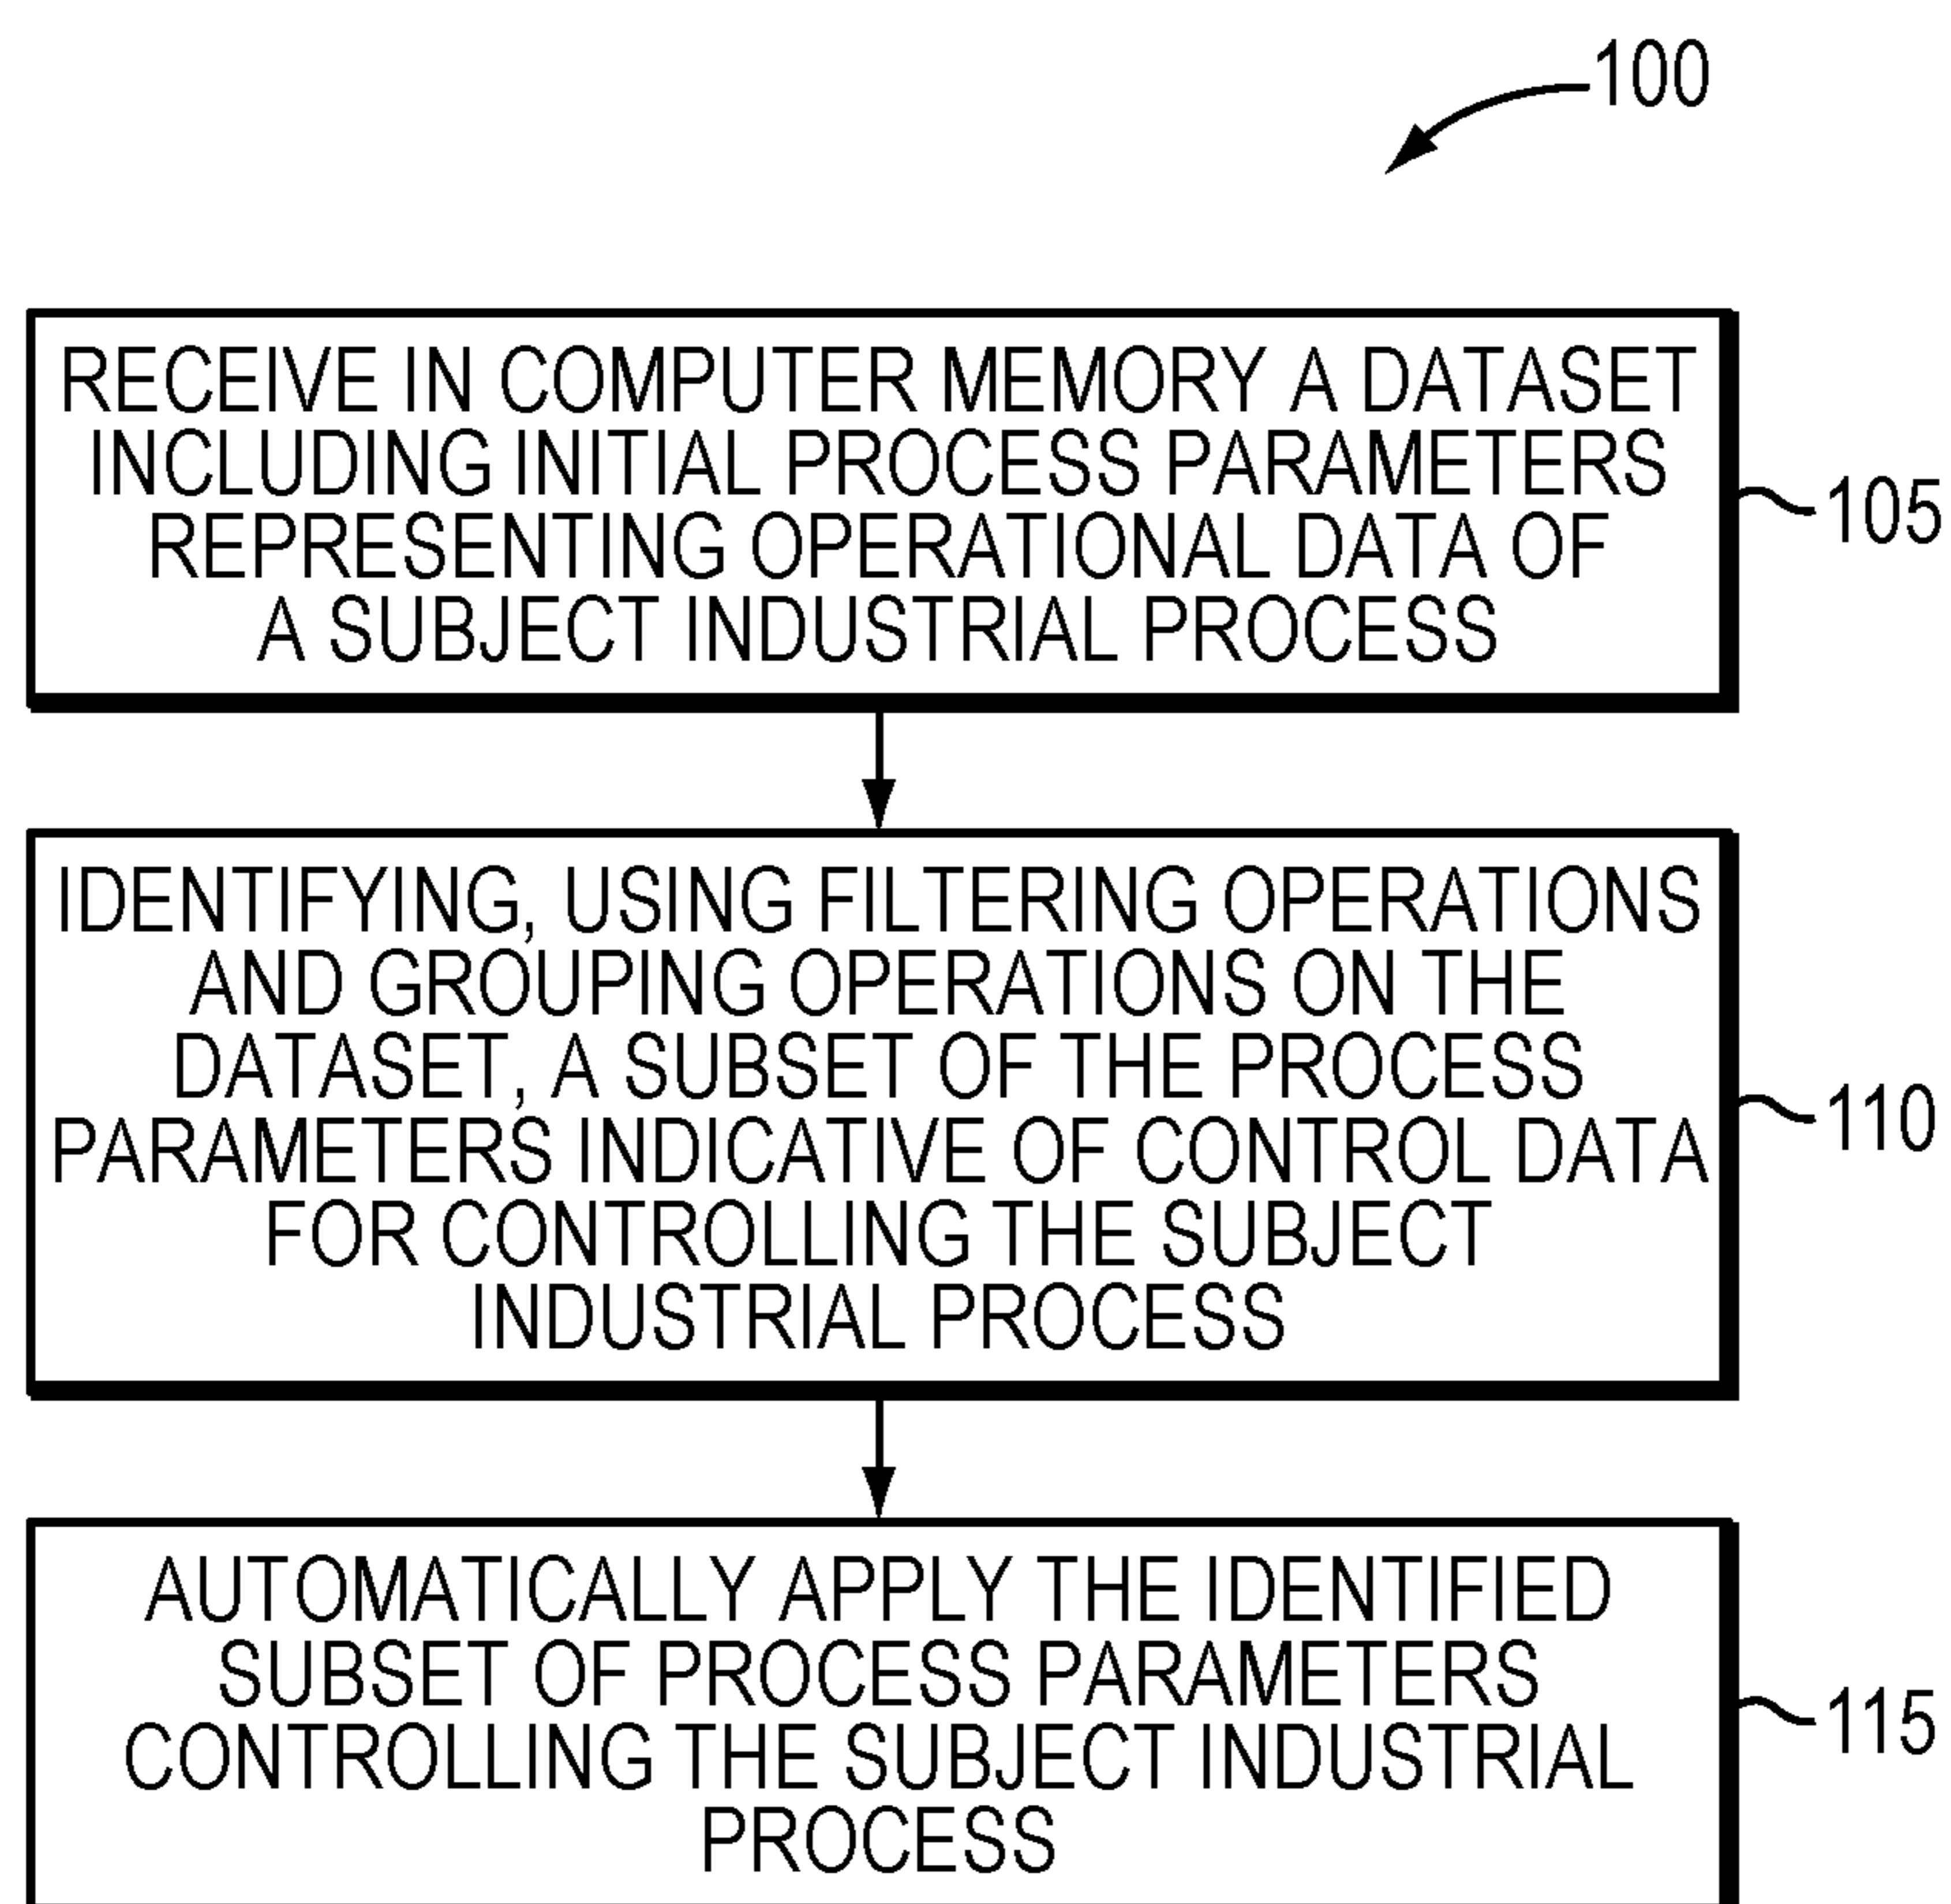 100
RECEIVE IN COMPUTER MEMORY A DATASET
INCLUDING INITIAL PROCESS PARAMETERS
REPRESENTING OPERATIONAL DATA OF
A SUBJECT INDUSTRIAL PROCESS
105
IDENTIFYING, USING FILTERING OPERATIONS
AND GROUPING OPERATIONS ON THE
DATASET, A SUBSET OF THE PROCESS
PARAMETERS INDICATIVE OF CONTROL DATA
FOR CONTROLLING THE SUBJECT
INDUSTRIAL PROCESS
110
AUTOMATICALLY APPLY THE IDENTIFIED
SUBSET OF PROCESS PARAMETERS
CONTROLLING THE SUBJECT INDUSTRIAL
PROCESS
115